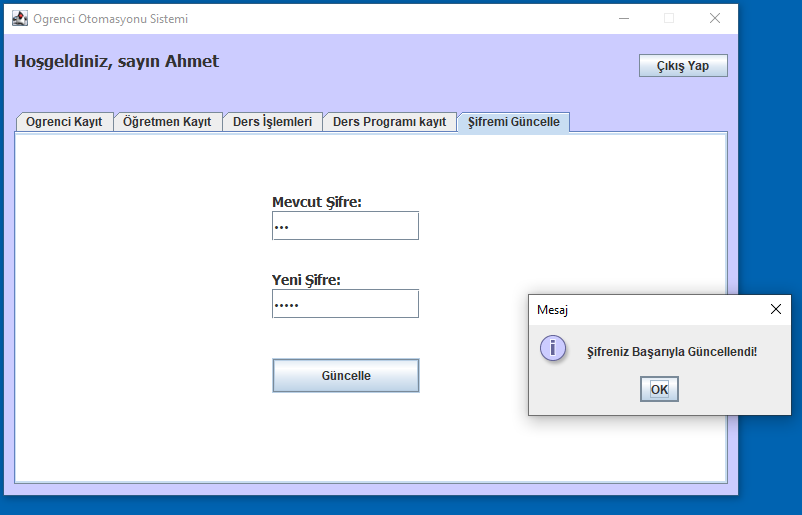 Ogrenci Otomasyonu Sistemi
Hoşgeldiniz, sayın Ahmet
Çıkış Yap
Ogrenci Kayıt
Öğretmen Kayıt
Ders İşlemleri
Ders Programı kayıt
Şifremi Güncelle
Mevcut Şifre:
•••
Yeni Şifre:
•••••
Güncelle
Mesaj
Şifreniz Başarıyla Güncellendi!
OK